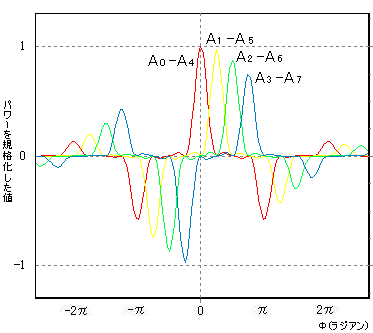 1
A₁-A₅
A₀-A₄
A₂-A₆
A₃-A₇
パワーを規格化した値
0
-1
-2π
-π
0
π
2π
Φ(ラジアン)